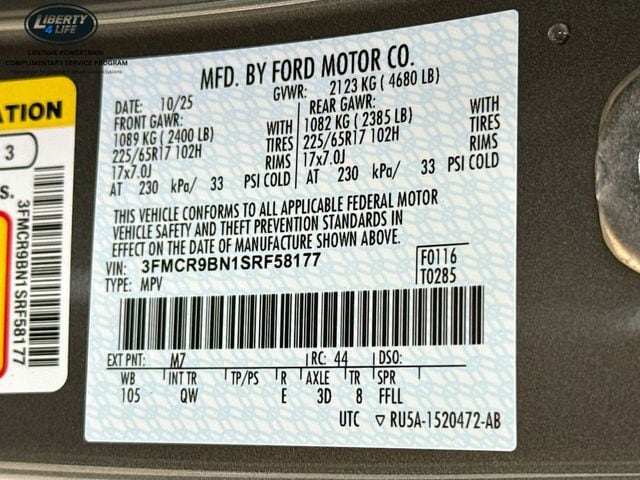 LIBERTY
4 LIFE
LIFETIME POWERTRAIN
COMPLIMENTARY SERVICE PROGRAM
ATION
3
S.
3FMCR9BN1SRF58177
MFD. BY FORD MOTOR CO.
DATE: 10/25 GVWR: 2123 KG ( 4680 LB)
FRONT GAWR: REAR GAWR:
1089 KG (2400 LB) WITH 1082 KG ( 2385 LB) WITH
225/65R17 102H TIRES 225/65R17 102H TIRES
17x7.0J RIMS 17x7.0J RIMS
AT 230 kPa/ 33 PSI COLD AT 230 kPa/ 33 PSI COLD
THIS VEHICLE CONFORMS TO ALL APPLICABLE FEDERAL MOTOR
VEHICLE SAFETY AND THEFT PREVENTION STANDARDS IN
EFFECT ON THE DATE OF MANUFACTURE SHOWN ABOVE.
VIN: 3FMCR9BN1SRF58177 F0116
TYPE: MPV T0285
EXT PNT: M7 RC: 44 DSO:
WB INT TR TP/PS R AXLE TR SPR
105 QW E 3D 8 FFLL
UTC ▽ RU5A-1520472-AB